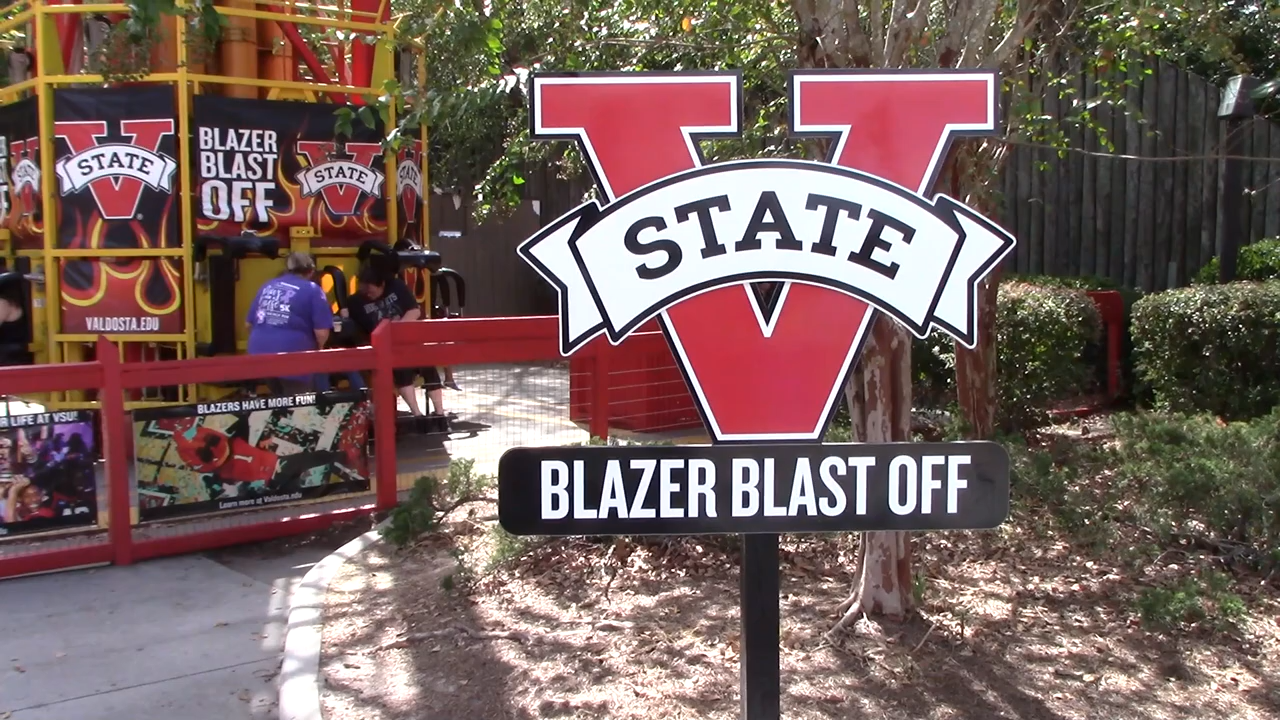 V
STATE
BLAZER BLAST OFF
V
STATE
VALDOSTA.EDU
BLAZER
BLAST
OFF
V
STATE
R LIFE AT VSU!
BLAZERS HAVE MORE FUN!
Learn more at Valdosta.edu
5K